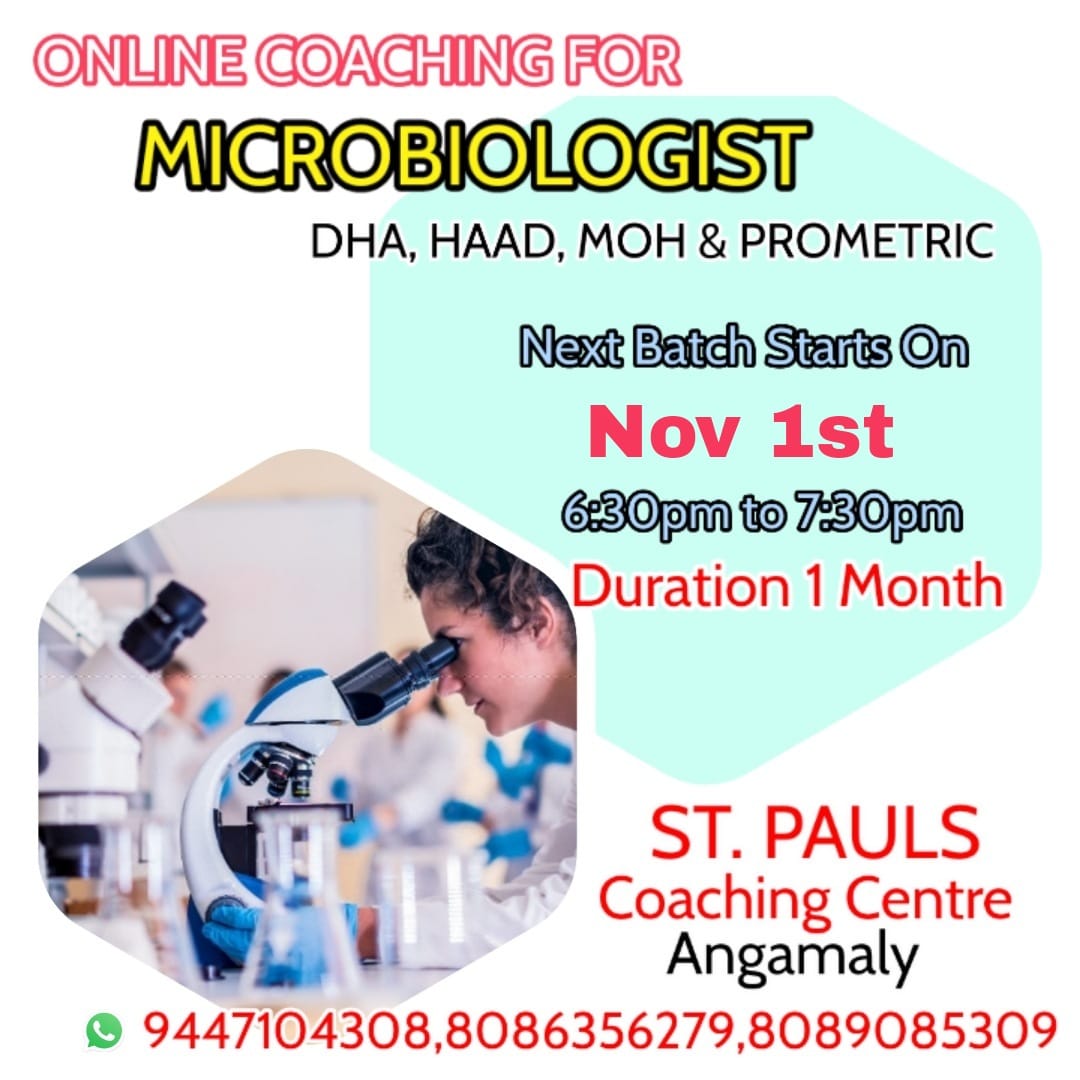 ONLINE COACHING FOR
MICROBIOLOGIST
DHA, HAAD, MOH & PROMETRIC
Next Batch Starts On
Nov 1st
6:30pm to 7:30pm
Duration 1 Month
ST. PAULS
Coaching Centre
Angamaly
9447104308,8086356279,8089085309